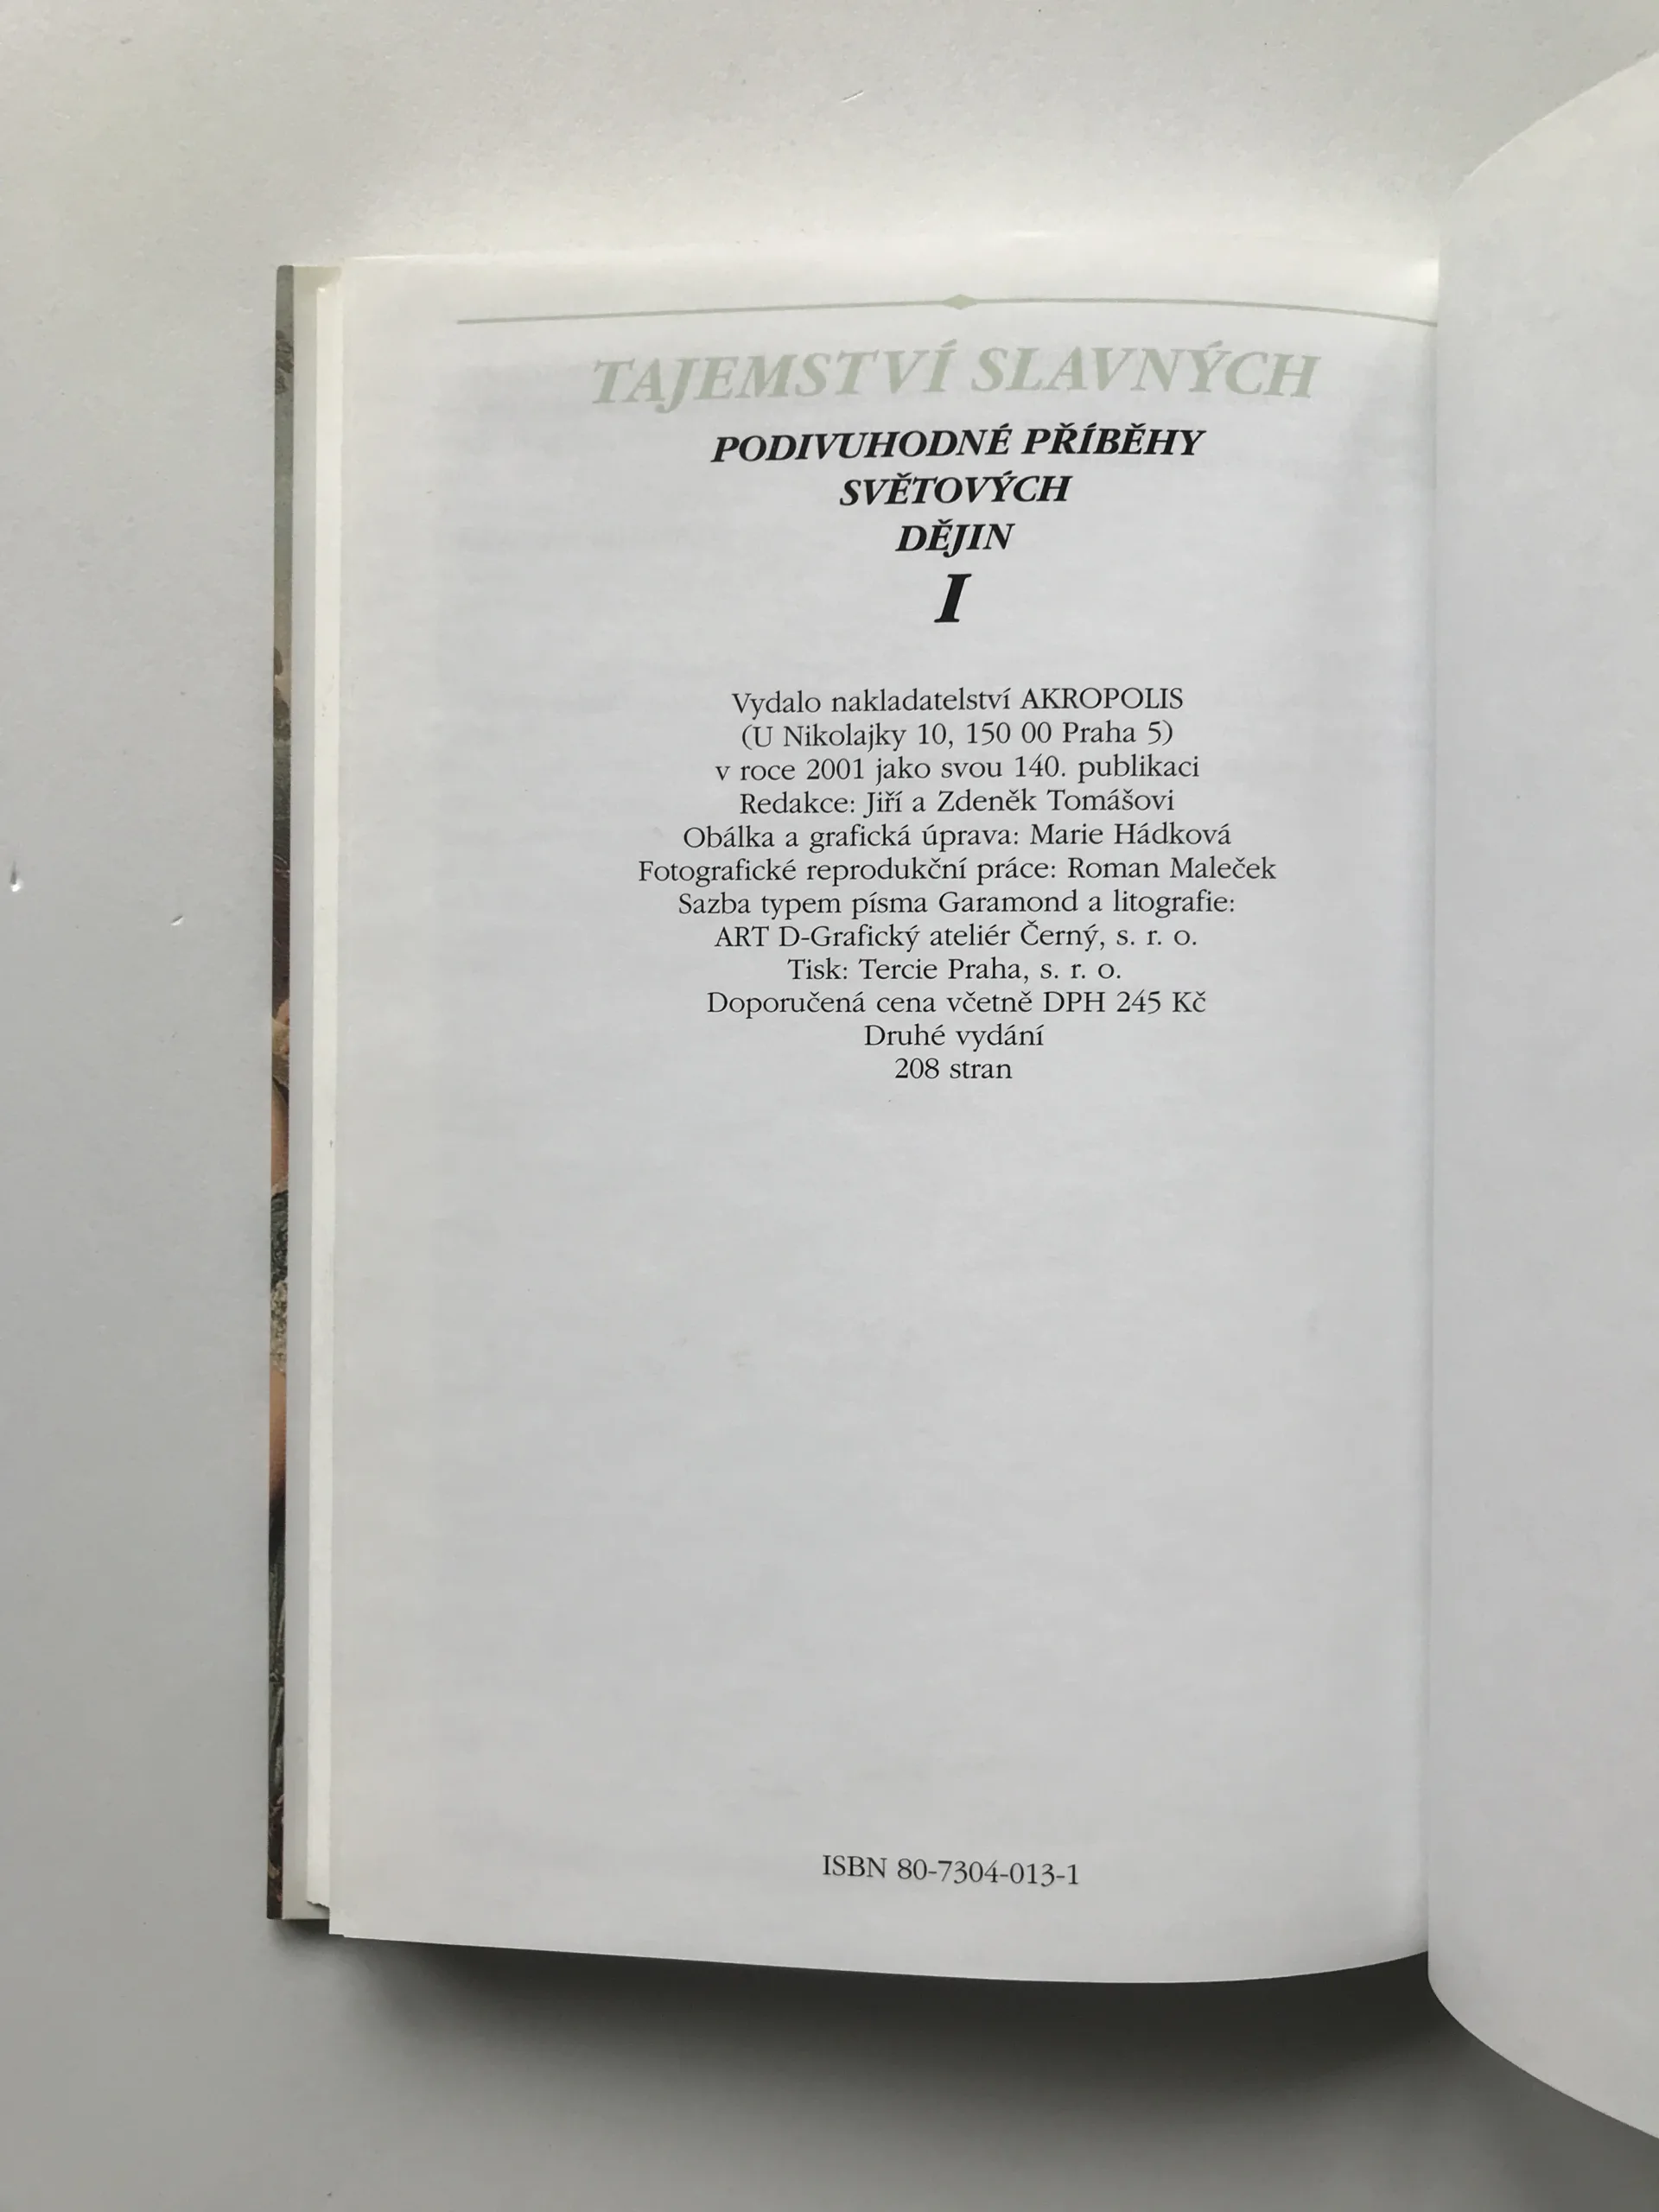 TAJEMSTVÍ SLAVNÝCH
PODIVUHODNÉ PŘÍBĚHY
SVĚTOVÝCH
DĚJIN
I
Vydalo nakladatelství AKROPOLIS
(U Nikolajky 10, 150 00 Praha 5)
v roce 2001 jako svou 140. publikaci
Redakce: Jiří a Zdeněk Tomášovi
Obálka a grafická úprava: Marie Hádková
Fotografické reprodukční práce: Roman Maleček
Sazba typem písma Garamond a litografie:
ART D-Grafický ateliér Černý, s. r. o.
Tisk: Tercie Praha, s. r. o.
Doporučená cena včetně DPH 245 Kč
Druhé vydání
208 stran
ISBN 80-7304-013-1